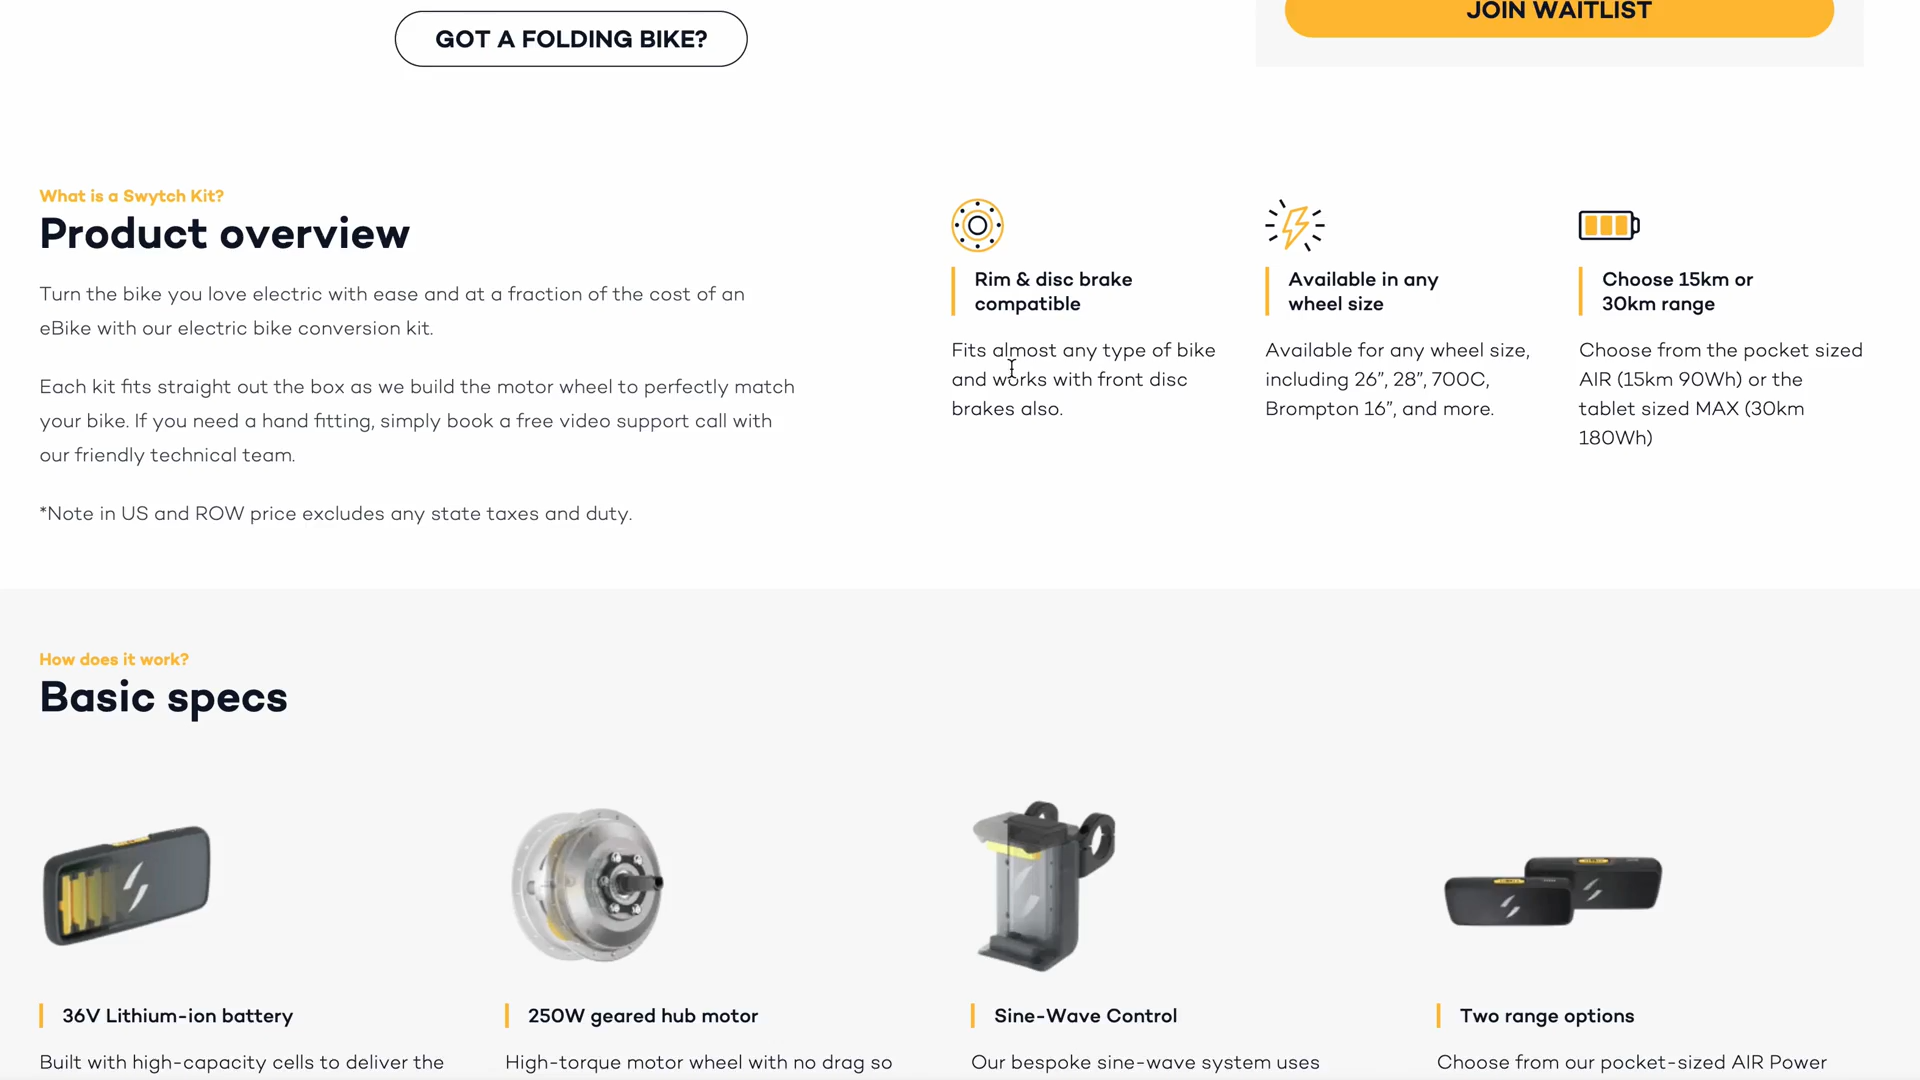 GOT A FOLDING BIKE?
JOIN WAITLIST
What is a Swytch Kit?
Product overview
Turn the bike you love electric with ease and at a fraction of the cost of an
eBike with our electric bike conversion kit.
Each kit fits straight out the box as we build the motor wheel to perfectly match
your bike. If you need a hand fitting, simply book a free video support call with
our friendly technical team.
*Note in US and ROW price excludes any state taxes and duty.
Rim & disc brake
compatible
Fits almost any type of bike
and works with front disc
brakes also.
Available in any
wheel size
Available for any wheel size,
including 26”, 28”, 700C,
Brompton 16”, and more.
Choose 15km or
30km range
Choose from the pocket sized
AIR (15km 90Wh) or the
tablet sized MAX (30km
180Wh)
How does it work?
Basic specs
36V Lithium-ion battery
Built with high-capacity cells to deliver the
250W geared hub motor
High-torque motor wheel with no drag so
Sine-Wave Control
Our bespoke sine-wave system uses
Two range options
Choose from our pocket-sized AIR Power